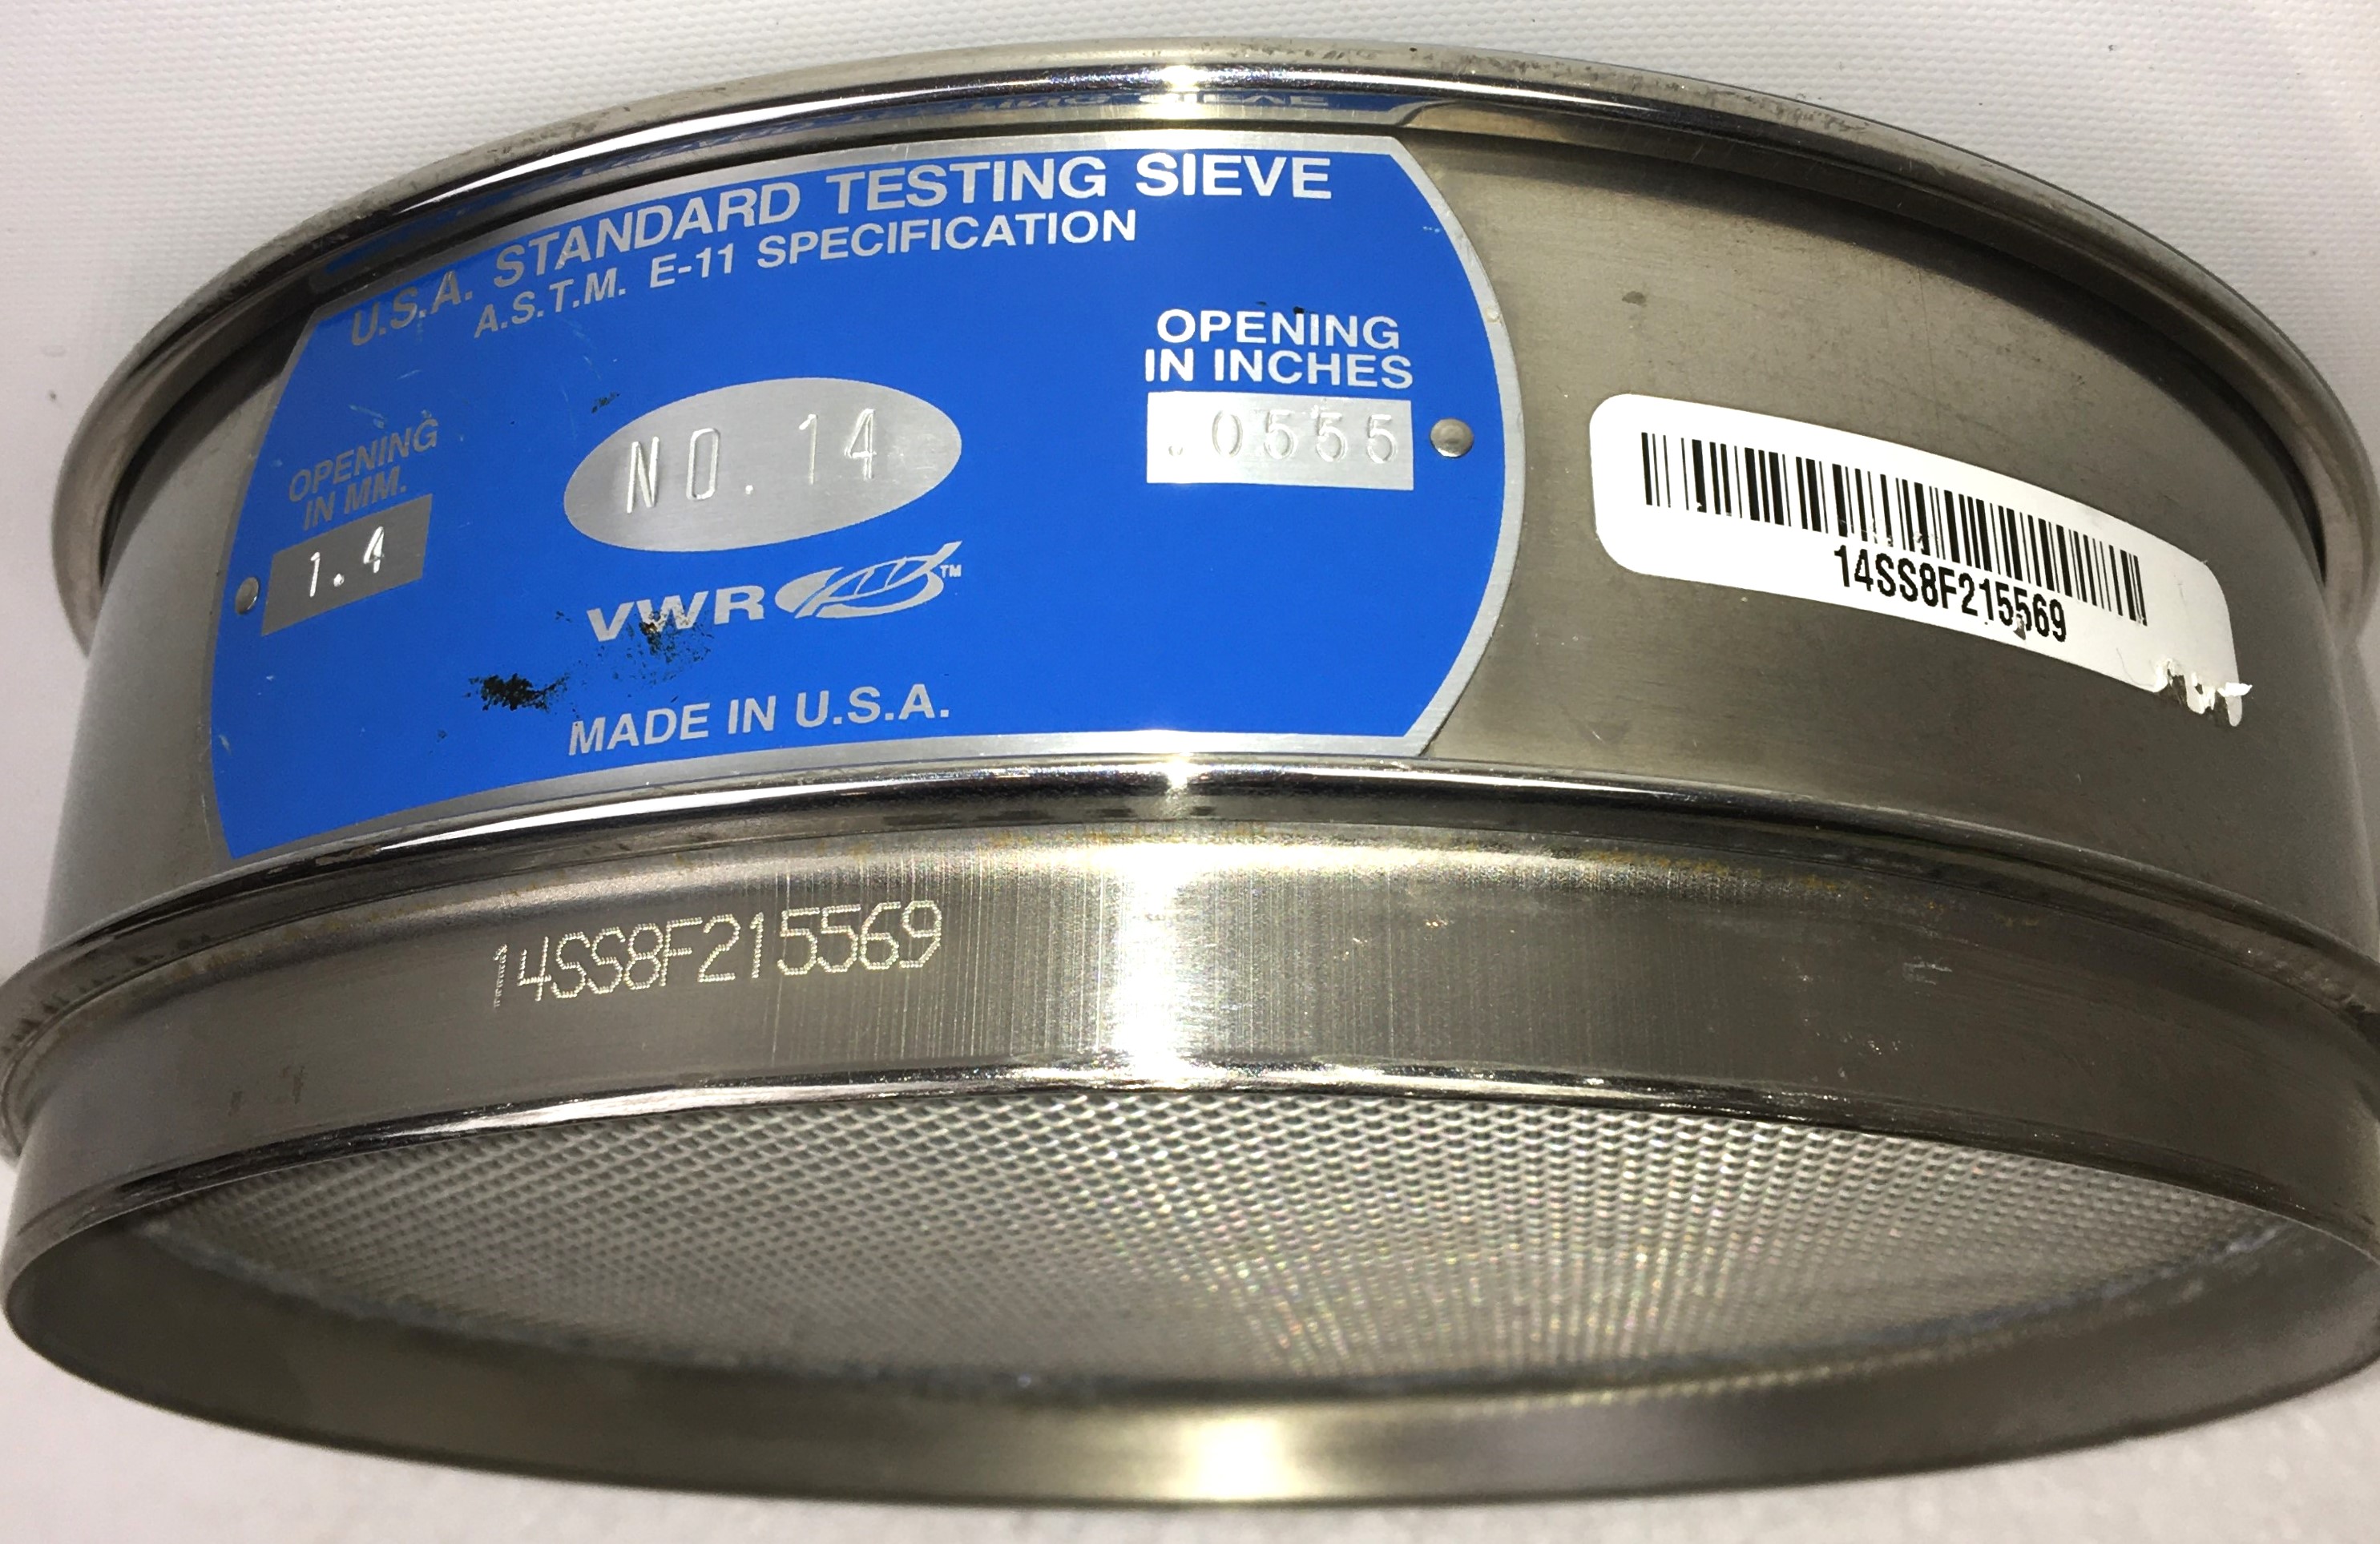 U.S.A. STANDARD TESTING SIEVE
A.S.T.M. E-11 SPECIFICATION
OPENING
IN MM.
1.4
NO. 14
OPENING
IN INCHES
.0555
VWR™
MADE IN U.S.A.
14SS8F215569
14SS8F215569